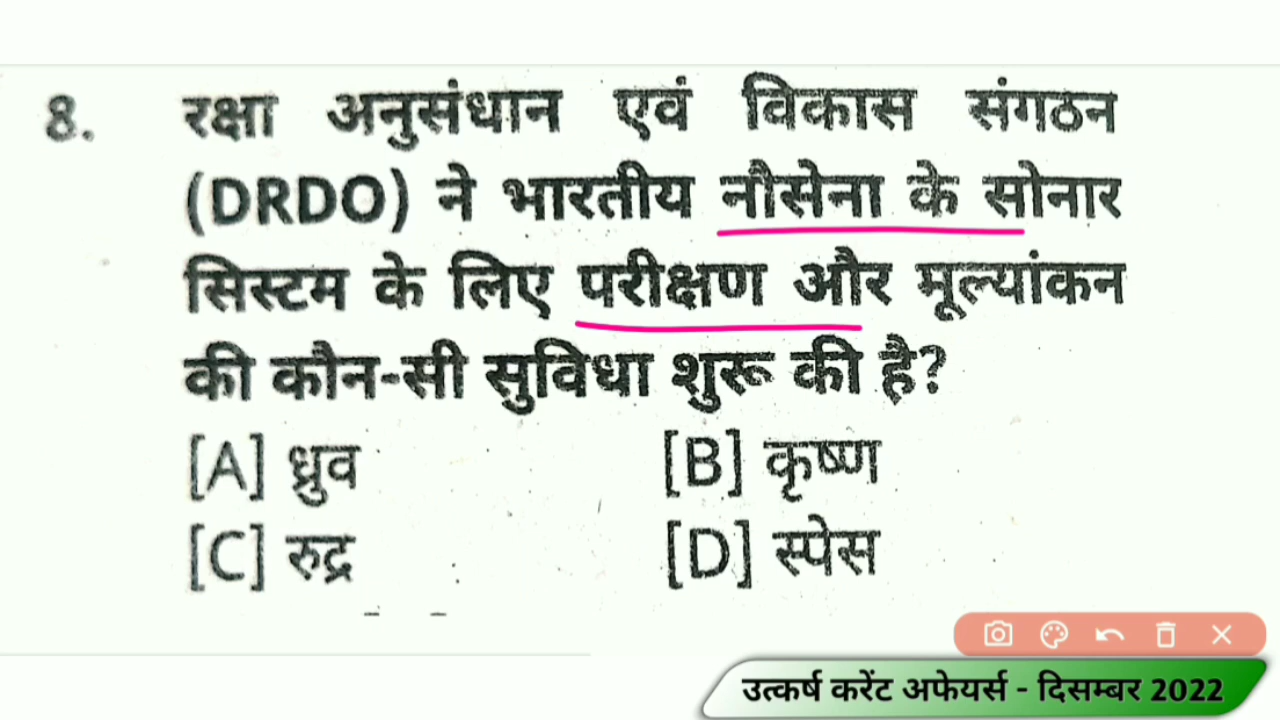 8. रक्षा अनुसंधान एवं विकास संगठन
(DRDO) ने भारतीय नौसेना के सोनार
सिस्टम के लिए परीक्षण और मूल्यांकन
की कौन-सी सुविधा शुरू की है?
[A] ध्रुव [B] कृष्ण
[C] रुद्र [D] स्पेस
उत्कर्ष करेंट अफेयर्स - दिसम्बर 2022